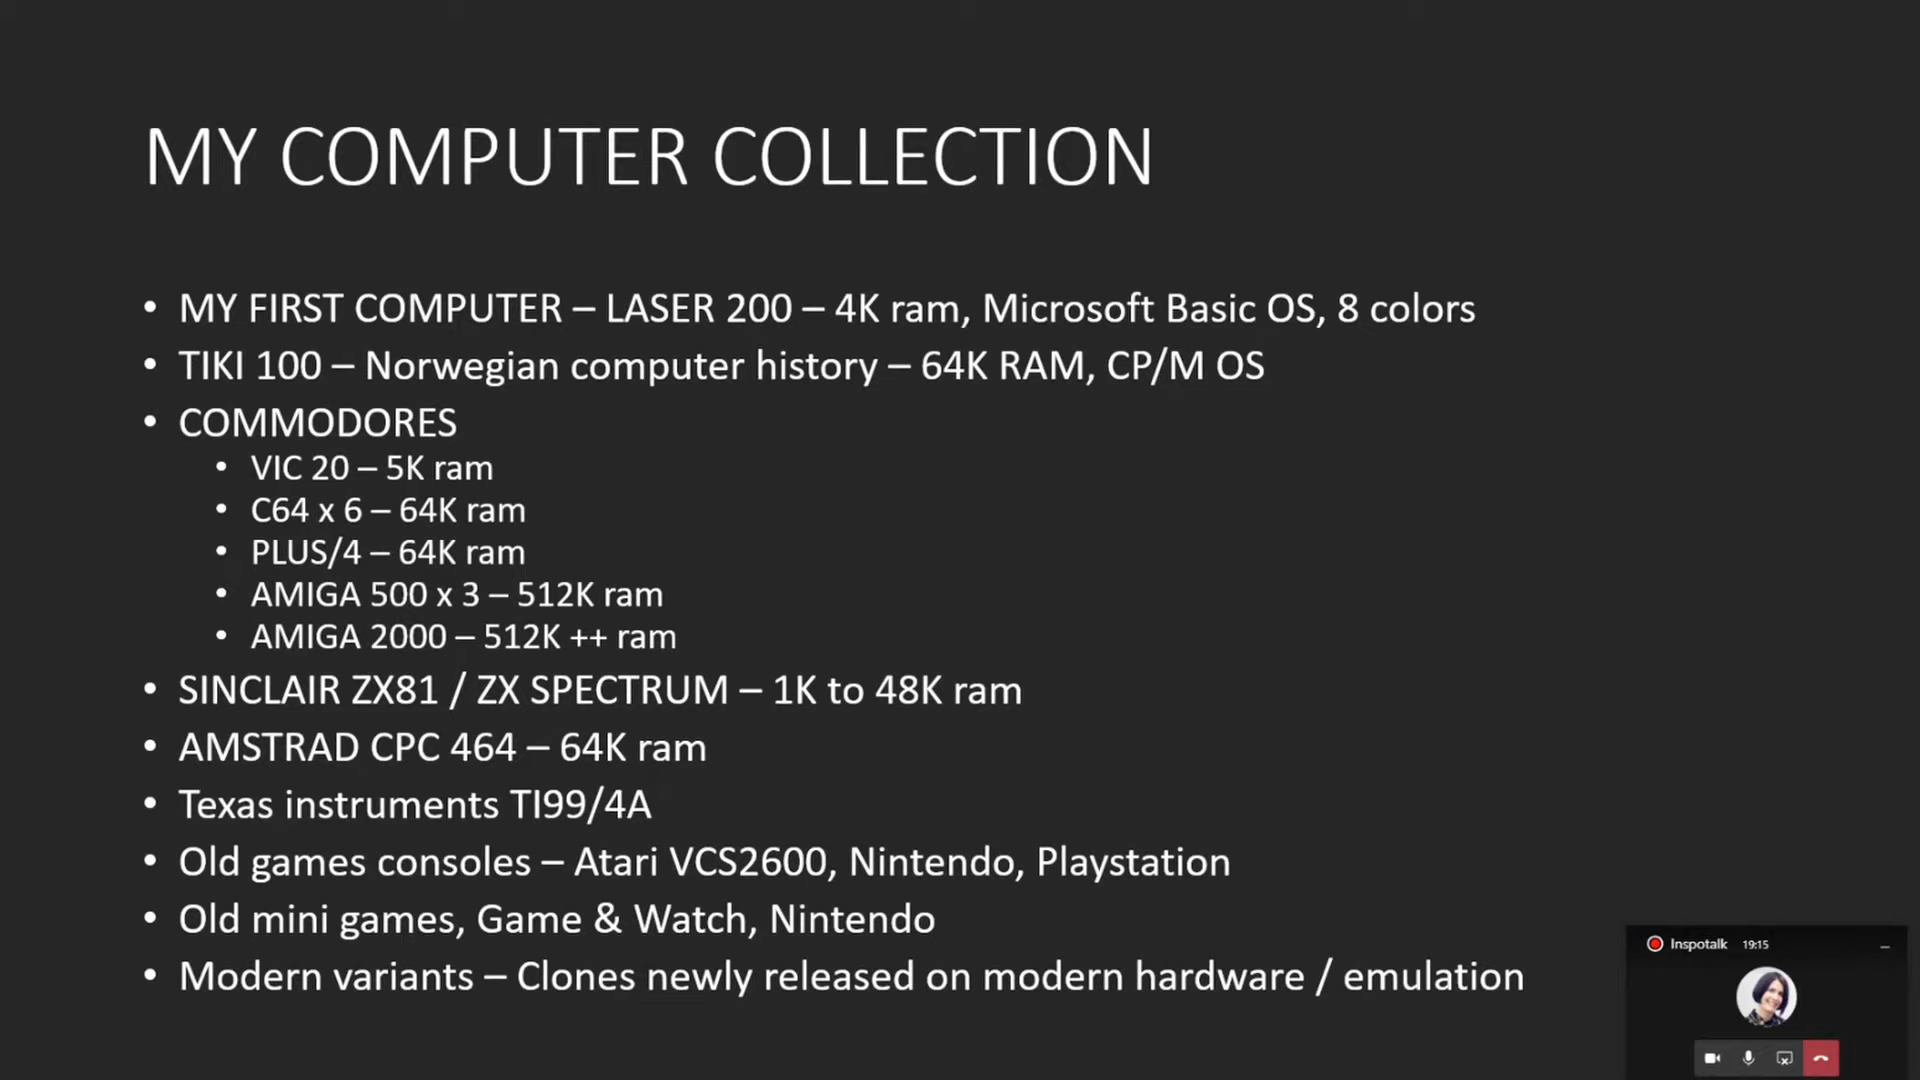 MY COMPUTER COLLECTION
• MY FIRST COMPUTER – LASER 200 – 4K ram, Microsoft Basic OS, 8 colors
• TIKI 100 – Norwegian computer history – 64K RAM, CP/M OS
• COMMODORES
• VIC 20 – 5K ram
• C64 x 6 – 64K ram
• PLUS/4 – 64K ram
• AMIGA 500 x 3 – 512K ram
• AMIGA 2000 – 512K ++ ram
• SINCLAIR ZX81 / ZX SPECTRUM – 1K to 48K ram
• AMSTRAD CPC 464 – 64K ram
• Texas instruments TI99/4A
• Old games consoles – Atari VCS2600, Nintendo, Playstation
• Old mini games, Game & Watch, Nintendo
• Modern variants – Clones newly released on modern hardware / emulation
Inspotalk 19:15